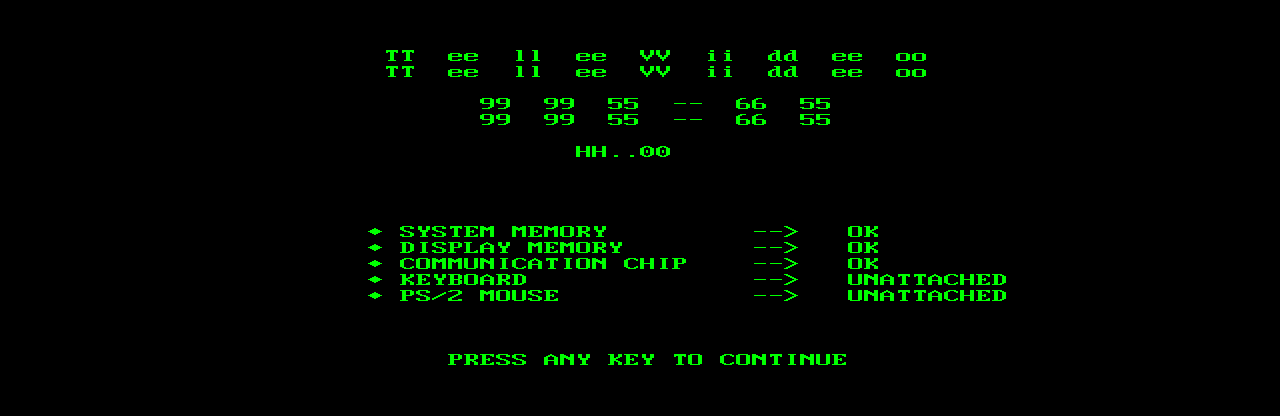 TT ee ll ee VV ii dd ee oo
TT ee ll ee VV ii dd ee oo
99 99 55 -- 66 55
99 99 55 -- 66 55
HH..00
♦ SYSTEM MEMORY --> OK
♦ DISPLAY MEMORY --> OK
♦ COMMUNICATION CHIP --> OK
♦ KEYBOARD --> UNATTACHED
♦ PS/2 MOUSE --> UNATTACHED
PRESS ANY KEY TO CONTINUE